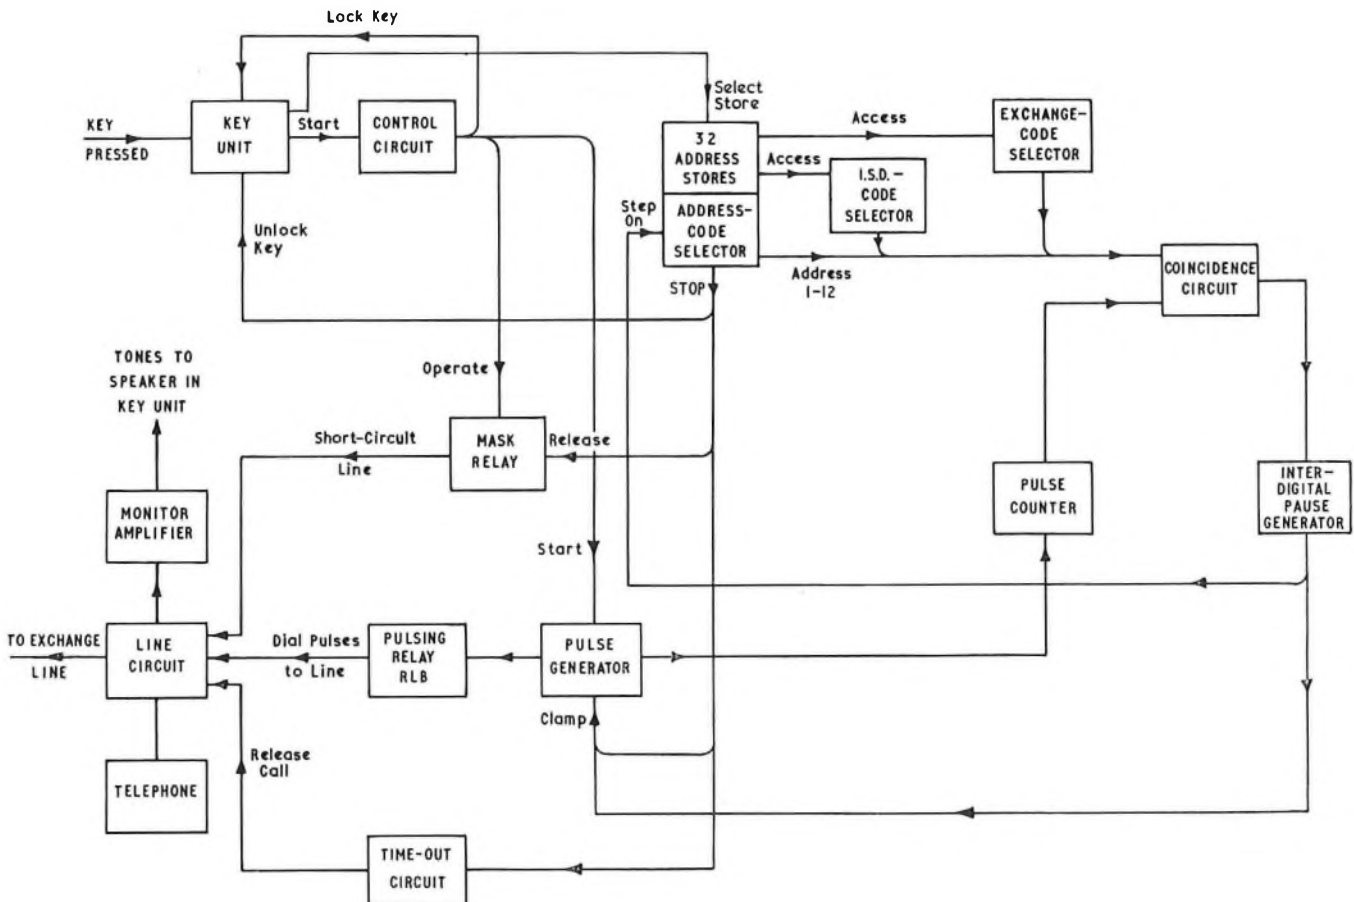 Lock Key
KEY
PRESSED
KEY
UNIT
Start
CONTROL
CIRCUIT
Select
Store
32
ADDRESS
STORES
Access
EXCHANGE-
CODE
SELECTOR
Access
I.S.D.-
CODE
SELECTOR
Step
On
ADDRESS-
CODE
SELECTOR
Unlock
Key
STOP
Address
1-12
COINCIDENCE
CIRCUIT
TONES TO
SPEAKER IN
KEY UNIT
Operate
Short-Circuit
Line
MASK
RELAY
Release
MONITOR
AMPLIFIER
PULSE
COUNTER
INTER-
DIGITAL
PAUSE
GENERATOR
Start
TO EXCHANGE
LINE
LINE
CIRCUIT
Dial Pulses
to Line
PULSING
RELAY
RLB
PULSE
GENERATOR
Clamp
Release
Call
TELEPHONE
TIME-OUT
CIRCUIT